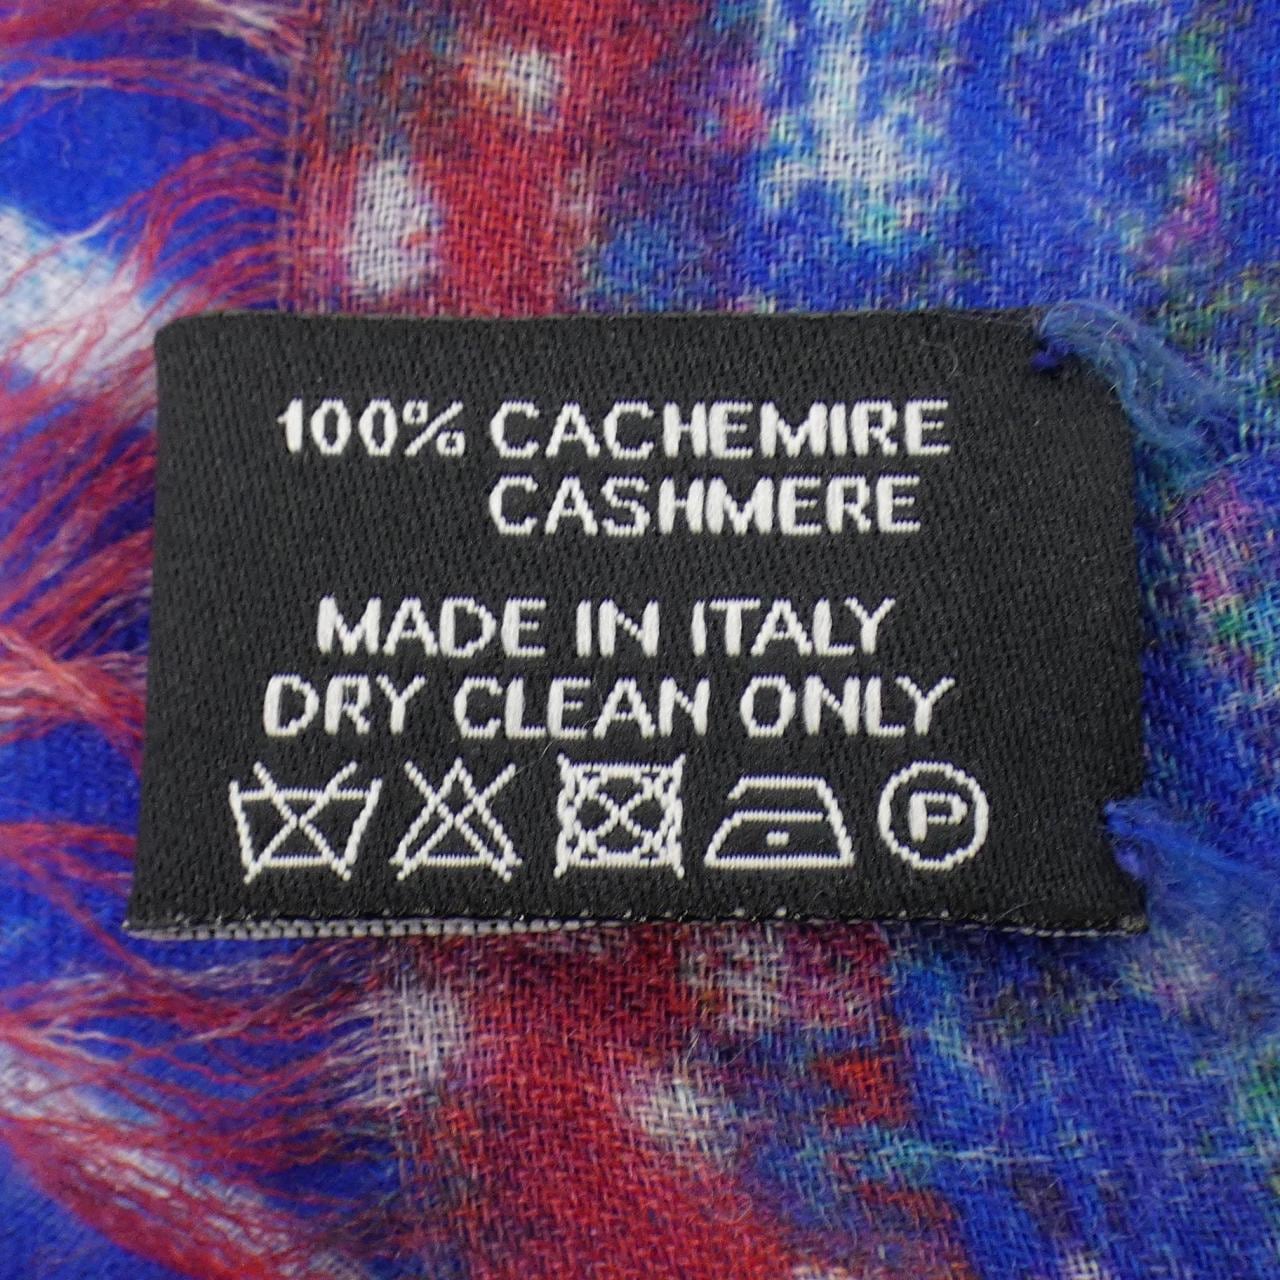 100% CACHEMIRE
CASHMERE
MADE IN ITALY
DRY CLEAN ONLY
P